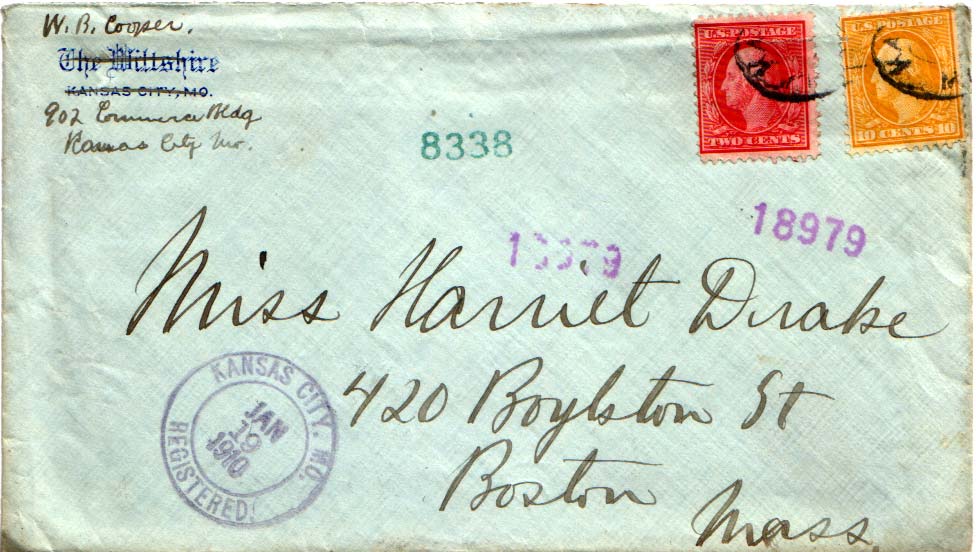 W. B. Cooper.
The Wiltshire
KANSAS CITY, MO.
902 Commerce Bldg
Kansas City Mo.
U.S. POSTAGE
TWO CENTS
U.S. POSTAGE
10 CENTS 10
8338
18979
18979
Miss Harriet Drake
420 Boylston St
Boston
Mass
KANSAS CITY, MO.
JAN
19
1910
REGISTERED.